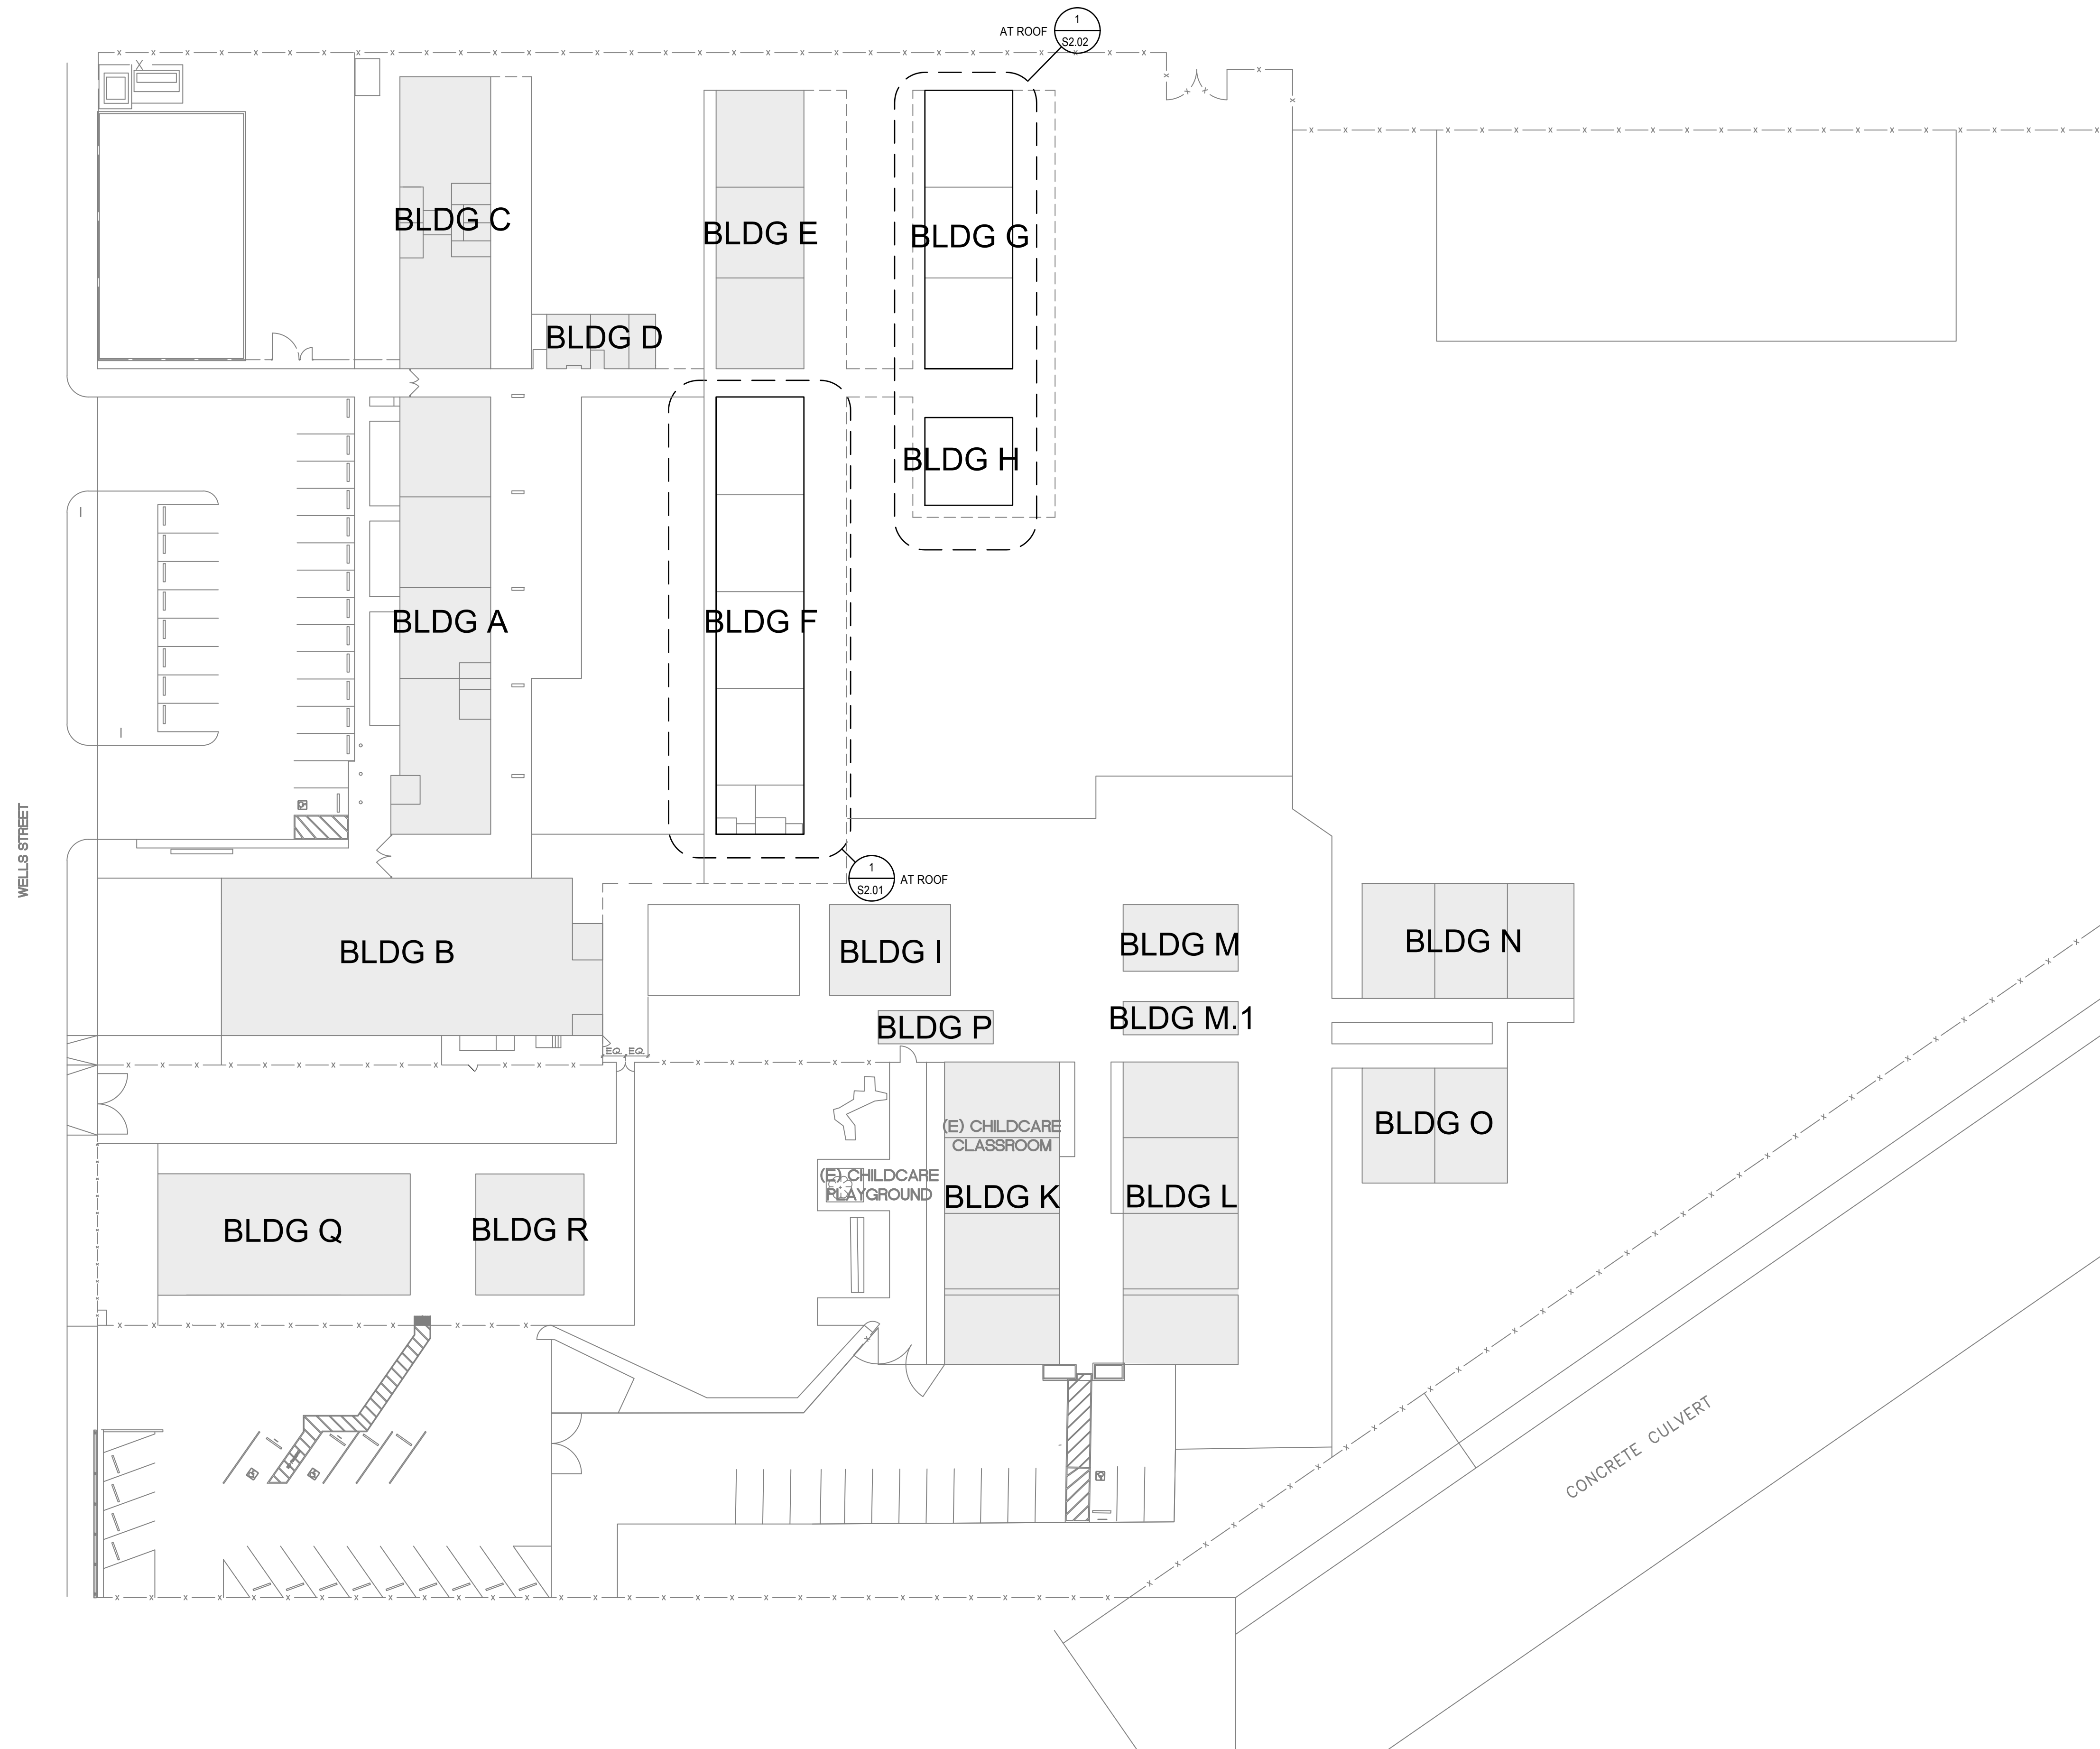 AT ROOF
1
S2.02
BLDG C
BLDG E
BLDG G
BLDG D
BLDG H
BLDG A
BLDG F
WELLS STREET
1
S2.01
AT ROOF
BLDG B
BLDG I
BLDG M
BLDG N
BLDG P
BLDG M.1
EQ.
EQ.
(E) CHILDCARE
CLASSROOM
BLDG O
(E) CHILDCARE
PLAYGROUND
BLDG K
BLDG L
BLDG Q
BLDG R
CONCRETE CULVERT